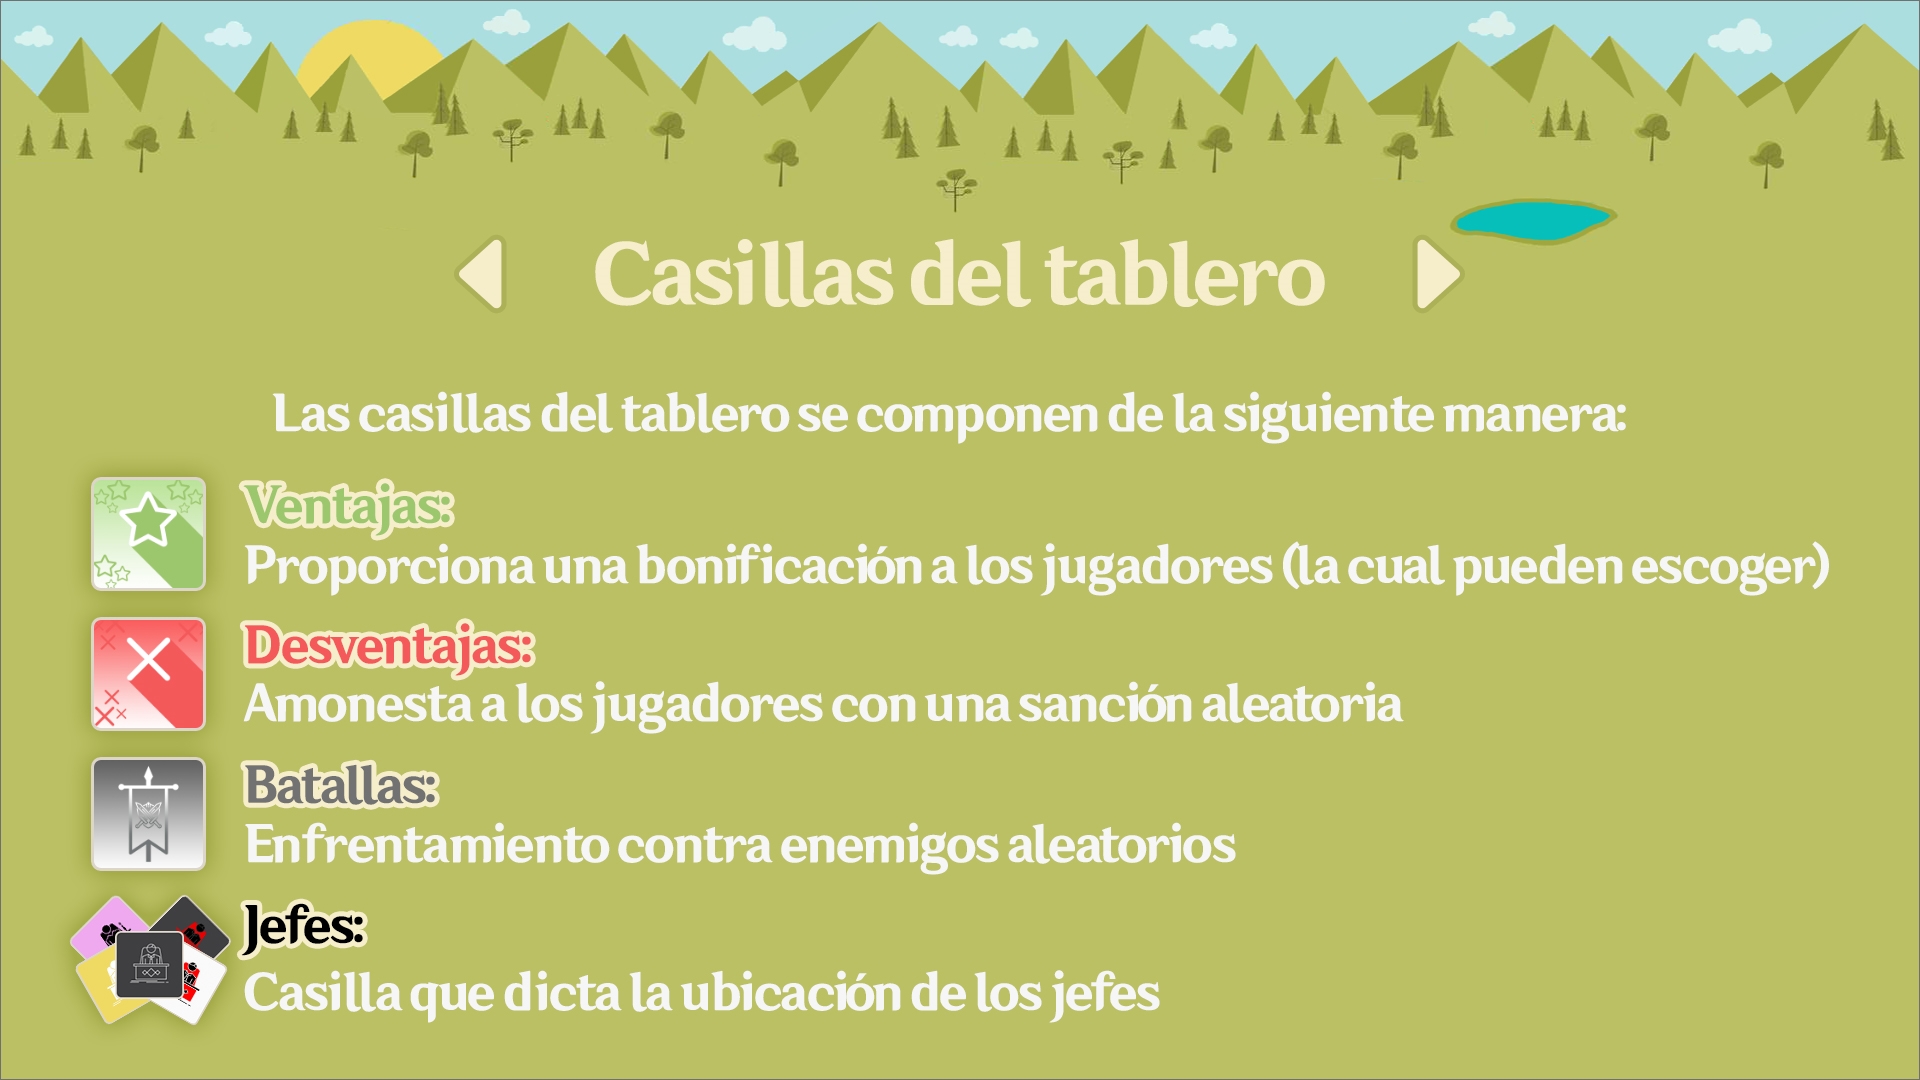 Casillas del tablero
Las casillas del tablero se componen de la siguiente manera:
Ventajas:
Proporciona una bonificación a los jugadores (la cual pueden escoger)
Desventajas:
Amonesta a los jugadores con una sanción aleatoria
Batallas:
Enfrentamiento contra enemigos aleatorios
Jefes:
Casilla que dicta la ubicación de los jefes